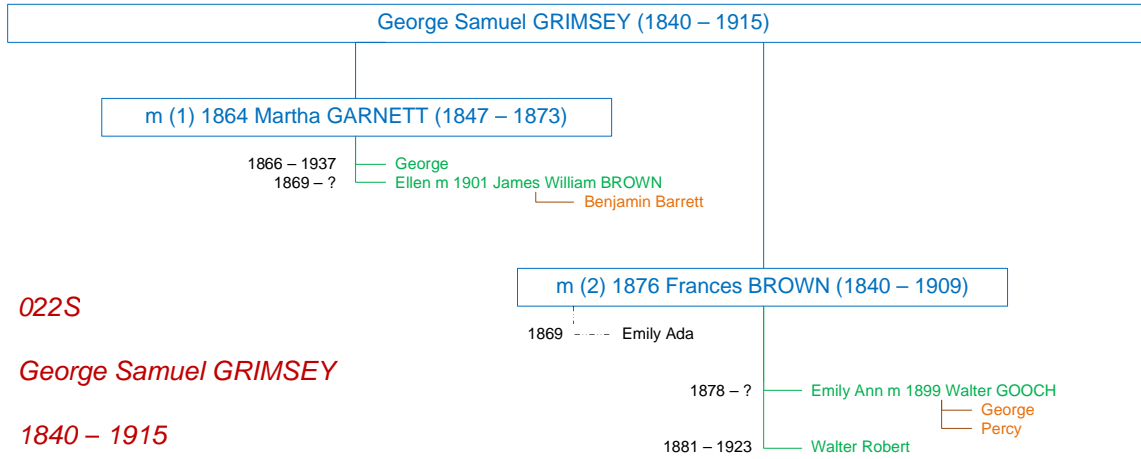 George Samuel GRIMSEY (1840 – 1915)
m (1) 1864 Martha GARNETT (1847 – 1873)
1866 – 1937 George
1869 – ? Ellen m 1901 James William BROWN
Benjamin Barrett
m (2) 1876 Frances BROWN (1840 – 1909)
022S
1869 Emily Ada
George Samuel GRIMSEY
1878 – ? Emily Ann m 1899 Walter GOOCH
George
Percy
1840 – 1915
1881 – 1923 Walter Robert